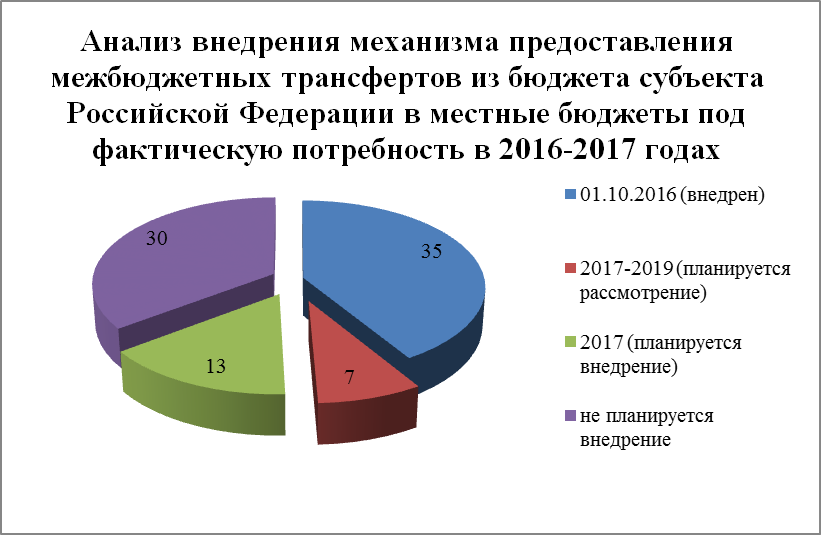 Анализ внедрения механизма предоставления
межбюджетных трансфертов из бюджета субъекта
Российской Федерации в местные бюджеты под
фактическую потребность в 2016-2017 годах
30
35
13
7
01.10.2016 (внедрен)
2017-2019 (планируется
рассмотрение)
2017 (планируется
внедрение)
не планируется
внедрение